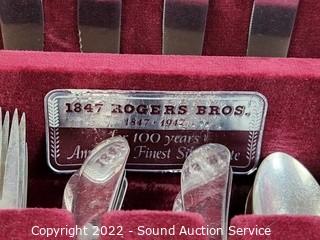 1847 ROGERS BROS.
1847 · 1947
for 100 years
America's Finest Silverplate
Copyright 2022 - Sound Auction Service